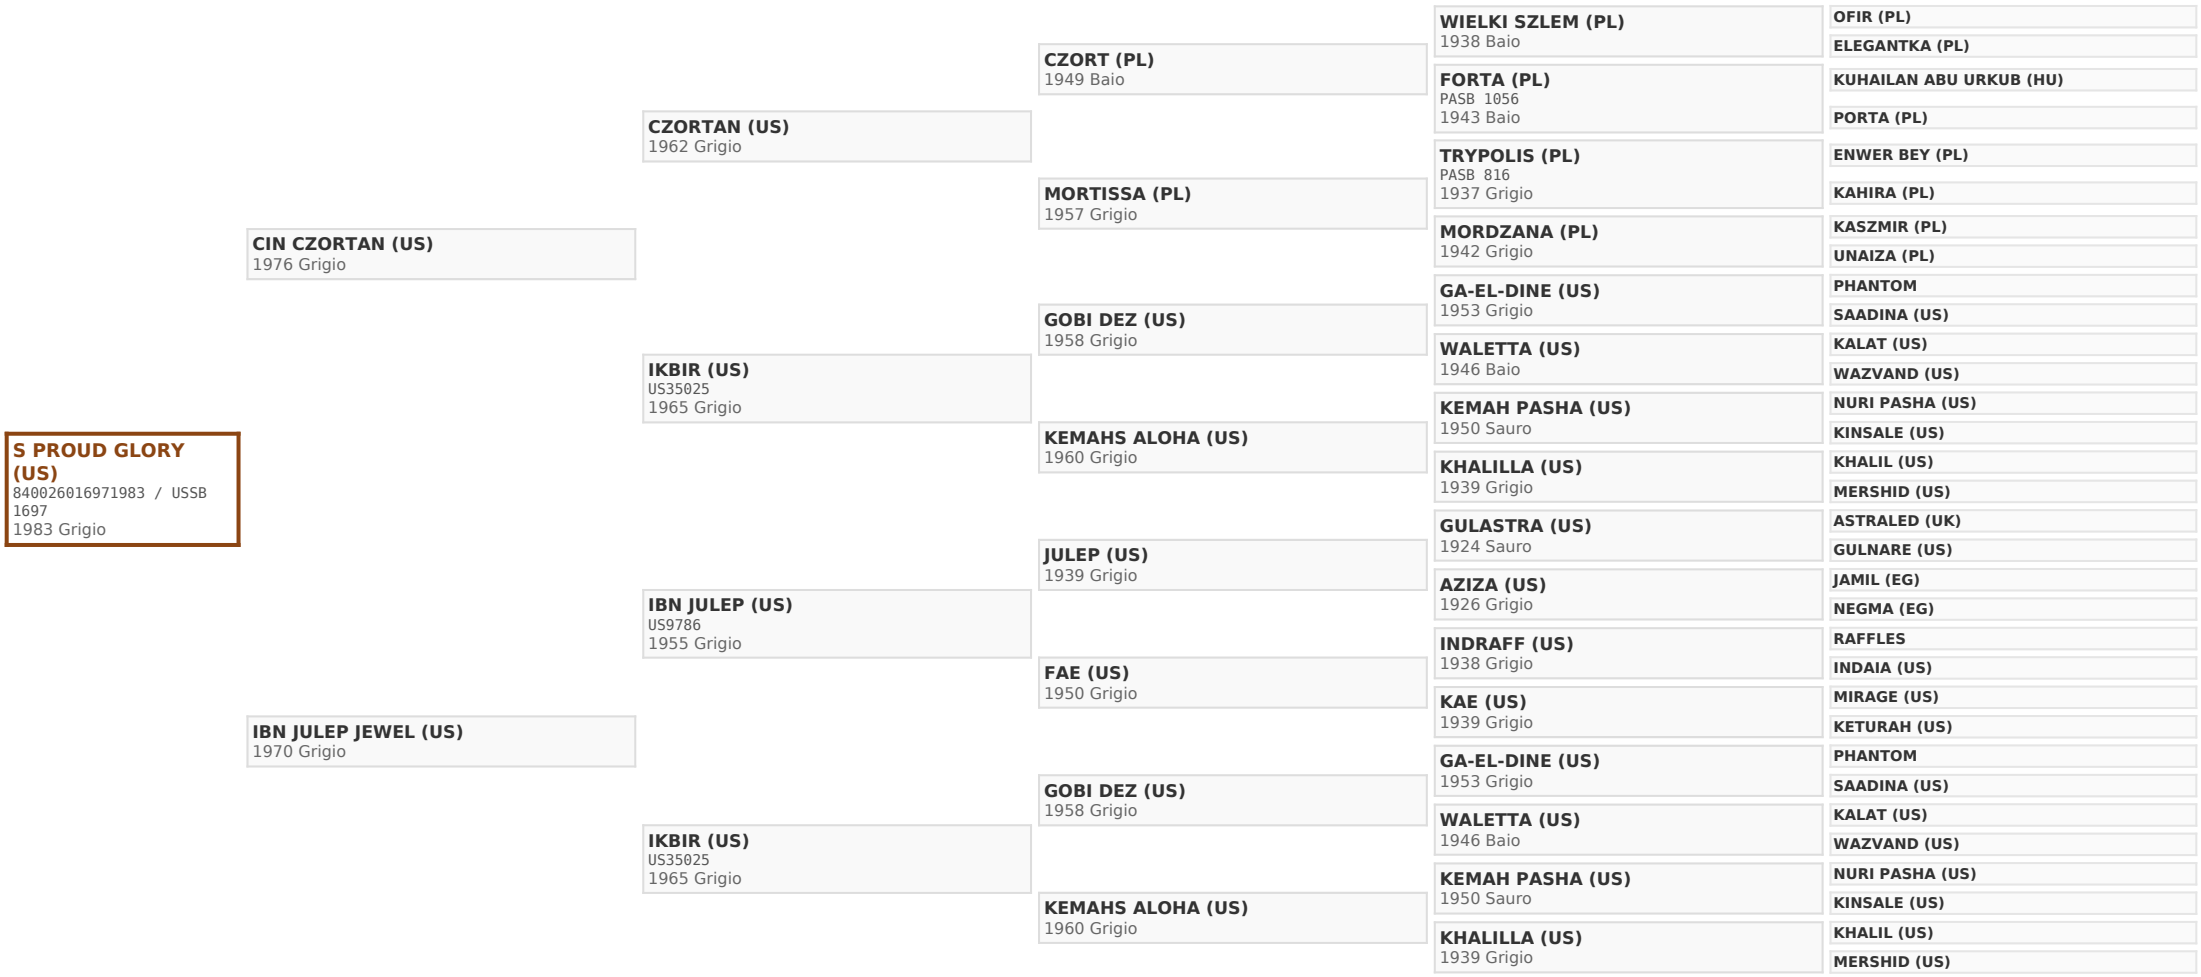 S PROUD GLORY
(US)
840026016971983 / USSB
1697
1983 Grigio
CIN CZORTAN (US)
1976 Grigio
IBN JULEP JEWEL (US)
1970 Grigio
CZORTAN (US)
1962 Grigio
IKBIR (US)
US35025
1965 Grigio
IBN JULEP (US)
US9786
1955 Grigio
IKBIR (US)
US35025
1965 Grigio
CZORT (PL)
1949 Baio
MORTISSA (PL)
1957 Grigio
GOBI DEZ (US)
1958 Grigio
KEMAHS ALOHA (US)
1960 Grigio
JULEP (US)
1939 Grigio
FAE (US)
1950 Grigio
GOBI DEZ (US)
1958 Grigio
KEMAHS ALOHA (US)
1960 Grigio
WIELKI SZLEM (PL)
1938 Baio
FORTA (PL)
PASB 1056
1943 Baio
TRYPOLIS (PL)
PASB 816
1937 Grigio
MORDZANA (PL)
1942 Grigio
GA-EL-DINE (US)
1953 Grigio
WALETTA (US)
1946 Baio
KEMAH PASHA (US)
1950 Sauro
KHALILLA (US)
1939 Grigio
GULASTRA (US)
1924 Sauro
AZIZA (US)
1926 Grigio
INDRAFF (US)
1938 Grigio
KAE (US)
1939 Grigio
GA-EL-DINE (US)
1953 Grigio
WALETTA (US)
1946 Baio
KEMAH PASHA (US)
1950 Sauro
KHALILLA (US)
1939 Grigio
OFIR (PL)
ELEGANTKA (PL)
KUHAILAN ABU URKUB (HU)
PORTA (PL)
ENWER BEY (PL)
KAHIRA (PL)
KASZMIR (PL)
UNAIZA (PL)
PHANTOM
SAADINA (US)
KALAT (US)
WAZVAND (US)
NURI PASHA (US)
KINSALE (US)
KHALIL (US)
MERSHID (US)
ASTRALED (UK)
GULNARE (US)
JAMIL (EG)
NEGMA (EG)
RAFFLES
INDAIA (US)
MIRAGE (US)
KETURAH (US)
PHANTOM
SAADINA (US)
KALAT (US)
WAZVAND (US)
NURI PASHA (US)
KINSALE (US)
KHALIL (US)
MERSHID (US)